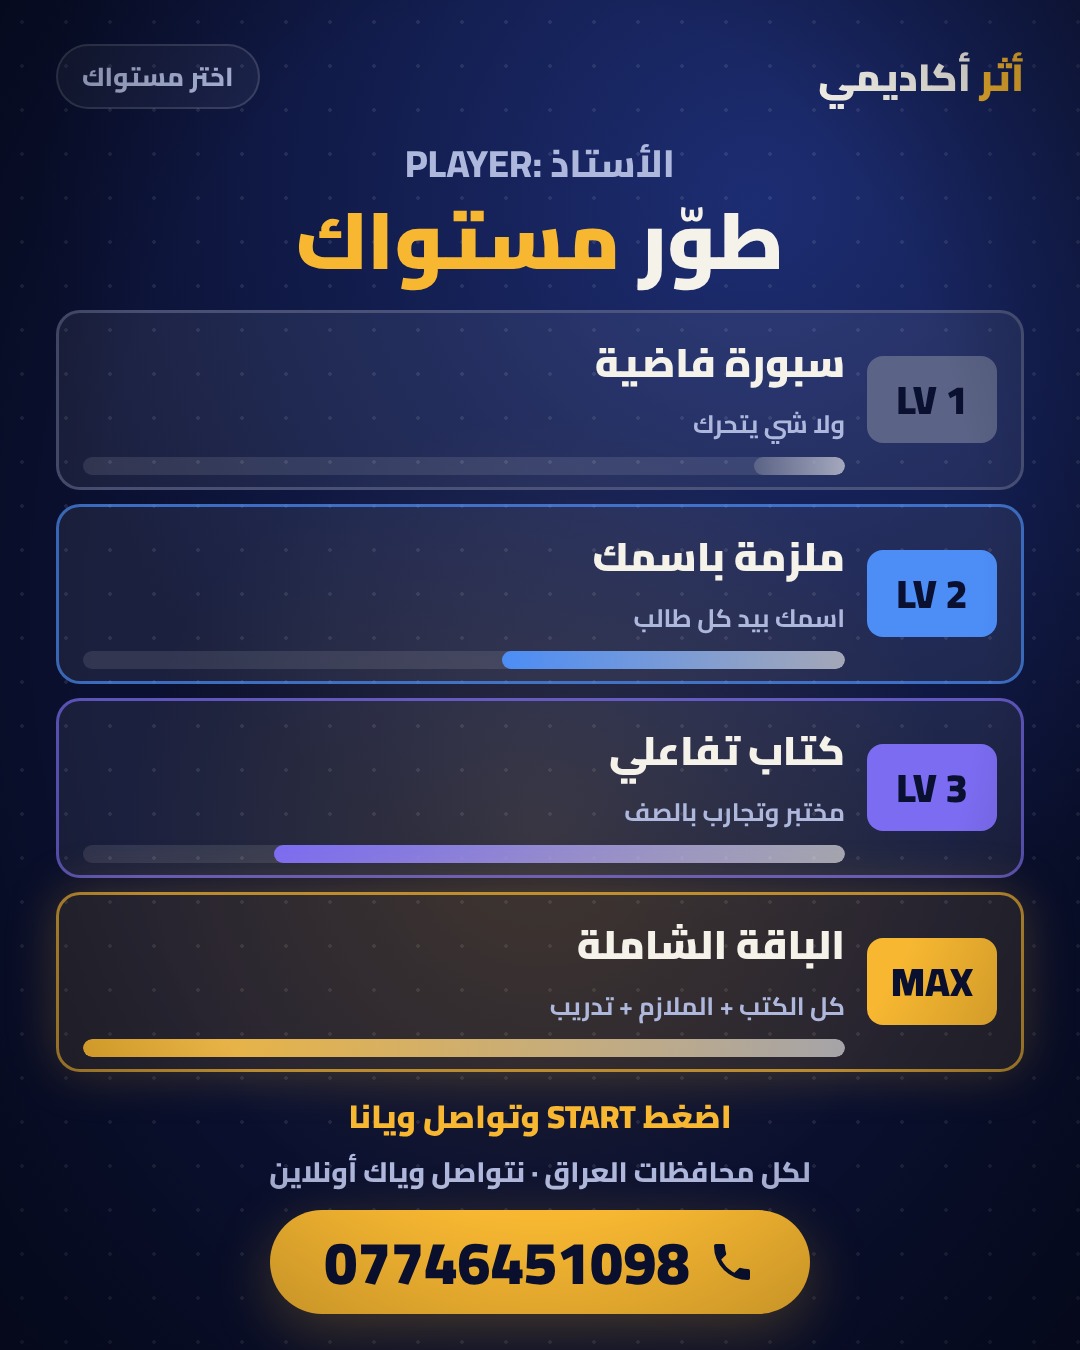 أثر أكاديمي
اختر مستواك
PLAYER: الأستاذ
طوّر مستواك
LV 1
سبورة فاضية
ولا شي يتحرك
LV 2
ملزمة باسمك
اسمك بيد كل طالب
LV 3
كتاب تفاعلي
مختبر وتجارب بالصف
MAX
الباقة الشاملة
كل الكتب + الملازم + تدريب
اضغط START وتواصل ويانا
لكل محافظات العراق · نتواصل وياك أونلاين
07746451098